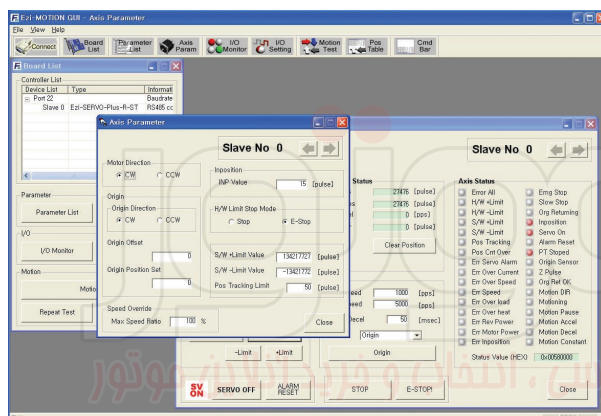 Ezi-MOTION GUI - Axis Parameter
File View Help
Connect
Board List
Parameter List
Axis Param
I/O Monitor
I/O Setting
Motion Test
Pos Table
Cmd Bar
Board List
Controller List
Device List Type Informati
Port 22 Baudrate
Slave 0 Ezi-SERVO-Plus-R-ST RS485 cc
Parameter
Parameter List
I/O
I/O Monitor
Motion
Repeat Test
Axis Parameter
Slave No 0
Motor Direction
CW CCW
Origin
Origin Direction
CW CCW
Origin Offset
0
Origin Position Set
0
Speed Override
Max Speed Ratio 100 %
Inposition
INP Value 15 [pulse]
H/W Limit Stop Mode
Stop E-Stop
S/W +Limit Value 134217727 [pulse]
S/W -Limit Value [pulse]
Pos Tracking Limit 50 [pulse]
Close
Slave No 0
Status
27476 [pulse]
27476 [pulse]
0 [pps]
0 [pulse]
Clear Position
1000 [pps]
5000 [pps]
50 [msec]
Origin
-Limit +Limit
Origin
Axis Status
Error All
H/W +Limit
H/W -Limit
S/W +Limit
S/W -Limit
Pos Tracking
Pos Cnt Over
Err Servo Alarm
Err Over Current
Err Over Speed
Err Speed
Err Over load
Err Over heat
Err Rev Power
Err Motor Power
Err Inposition
Emg Stop
Slow Stop
Org Returning
Inposition
Servo On
Alarm Reset
PT Stoped
Origin Sensor
Z Pulse
Org Ret OK
Motion DIR
Motioning
Motion Pause
Motion Accel
Motion Decel
Motion Constant
Status Value (HEX) 0x00580000
SV ON
SERVO OFF
ALARM RESET
STOP
E-STOP!
Close